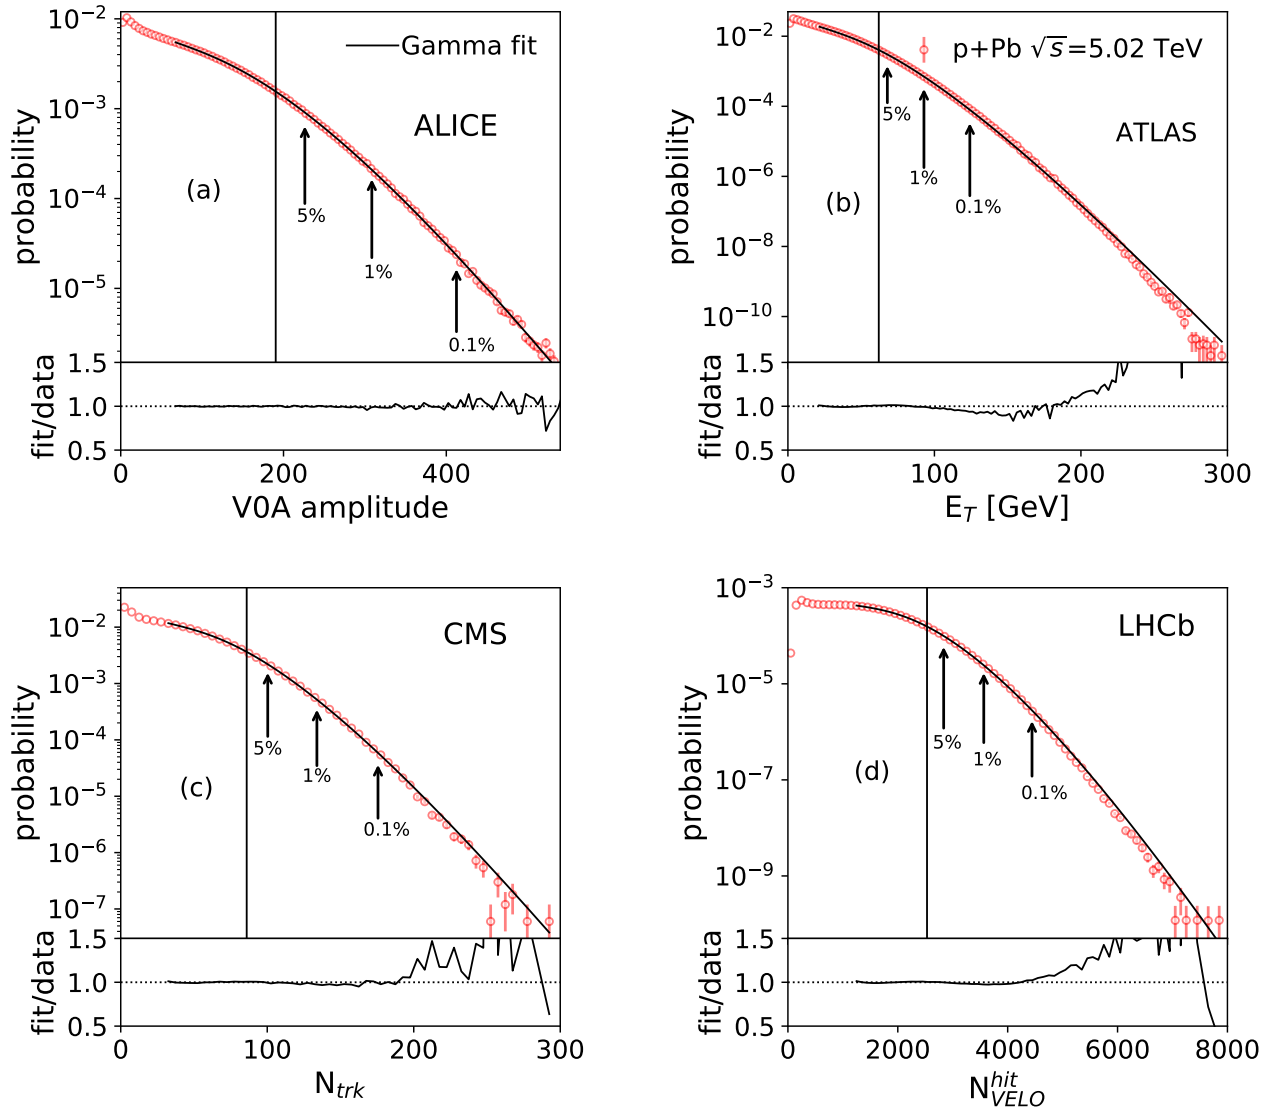 10⁻²
10⁻³
10⁻⁴
10⁻⁵
probability
Gamma fit
ALICE
(a)
5%
1%
0.1%
1.5
1.0
0.5
fit/data
0
200
400
V0A amplitude
10⁻²
10⁻⁴
10⁻⁶
10⁻⁸
10⁻¹⁰
probability
p+Pb √s=5.02 TeV
ATLAS
(b)
5%
1%
0.1%
1.5
1.0
0.5
fit/data
0
100
200
300
E_T [GeV]
10⁻²
10⁻³
10⁻⁴
10⁻⁵
10⁻⁶
10⁻⁷
probability
CMS
(c)
5%
1%
0.1%
1.5
1.0
0.5
fit/data
0
100
200
300
N_trk
10⁻³
10⁻⁵
10⁻⁷
10⁻⁹
probability
LHCb
(d)
5%
1%
0.1%
1.5
1.0
0.5
fit/data
0
2000
4000
6000
8000
N^hit_VELO